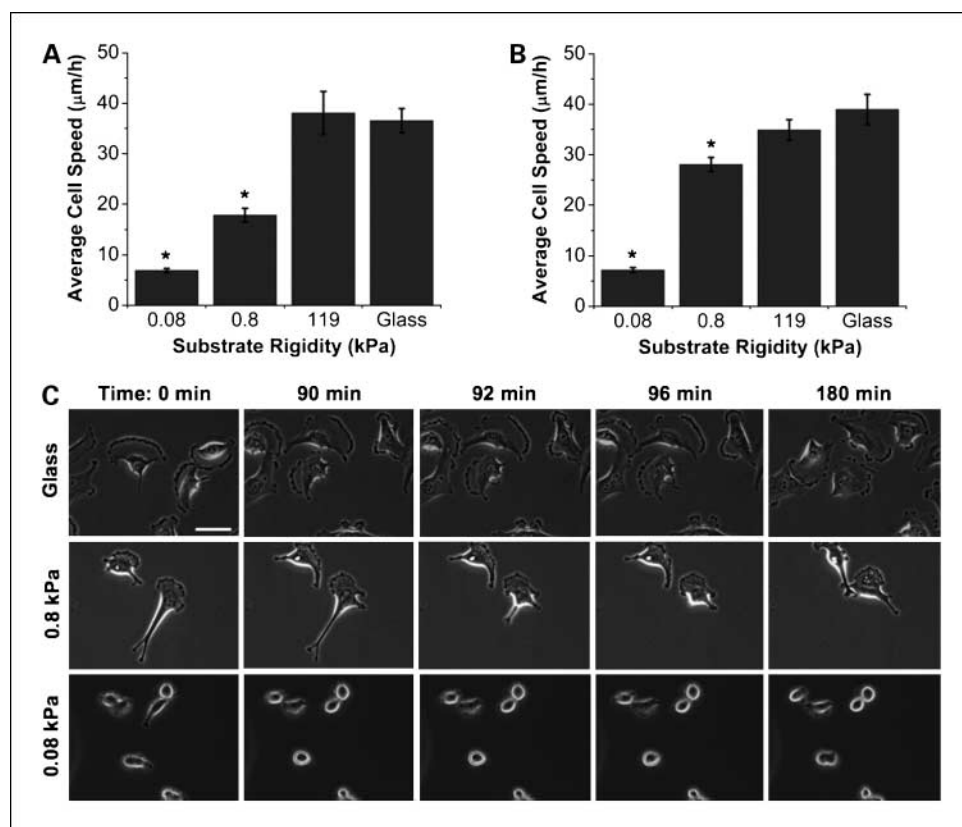 A
B
50
40
30
20
10
0
Average Cell Speed (μm/h)
*
*
0.08 0.8 119 Glass
Substrate Rigidity (kPa)
50
40
30
20
10
0
Average Cell Speed (μm/h)
*
*
0.08 0.8 119 Glass
Substrate Rigidity (kPa)
C
Time: 0 min 90 min 92 min 96 min 180 min
Glass
0.8 kPa
0.08 kPa